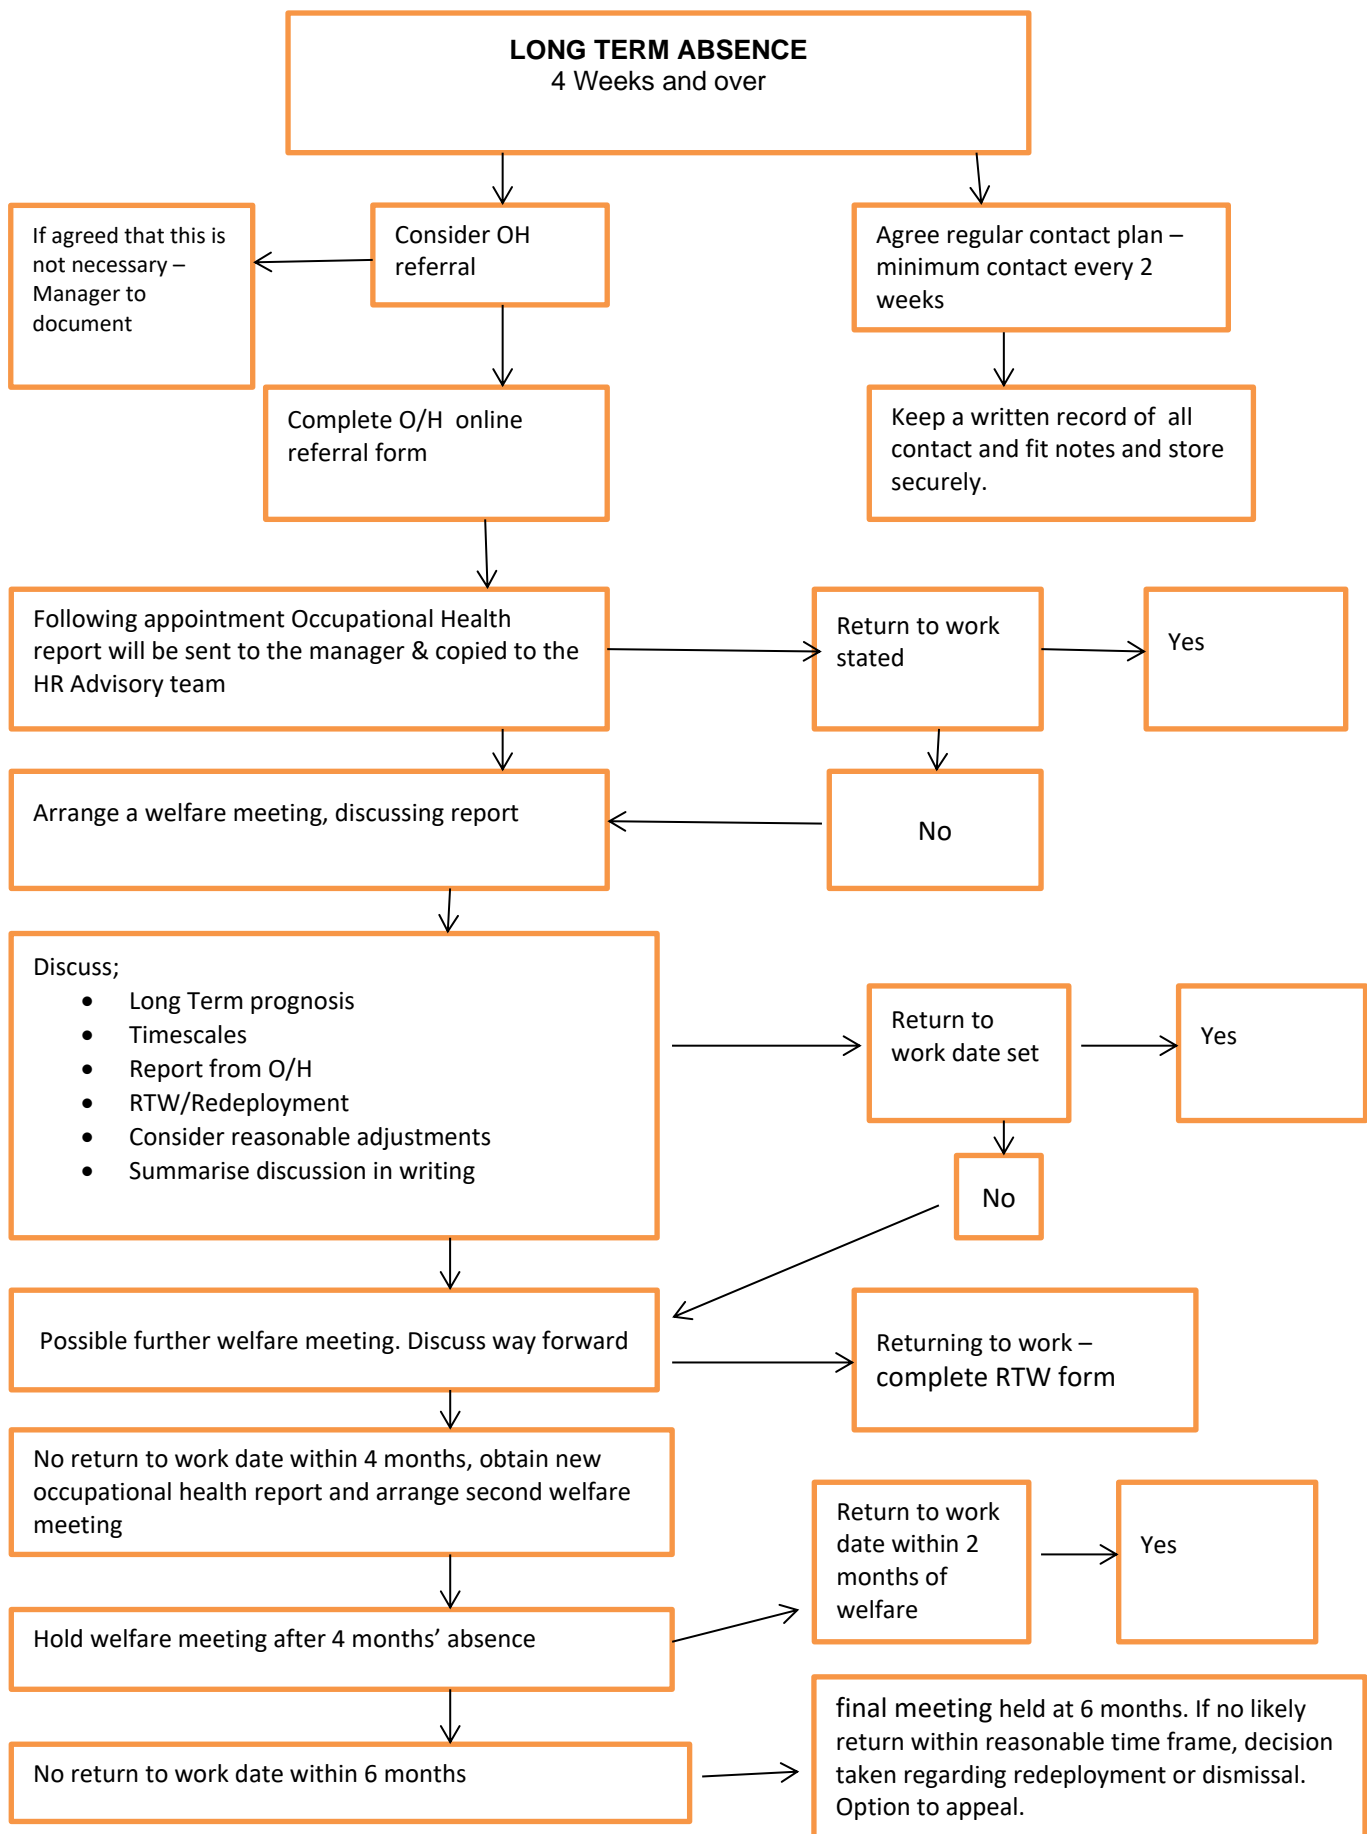 LONG TERM ABSENCE
4 Weeks and over
If agreed that this is
not necessary –
Manager to
document
Consider OH
referral
Agree regular contact plan –
minimum contact every 2
weeks
Complete O/H  online
referral form
Keep a written record of  all
contact and fit notes and store
securely.
Following appointment Occupational Health
report will be sent to the manager & copied to the
HR Advisory team
Return to work
stated
Yes
Arrange a welfare meeting, discussing report
No
Discuss;
• Long Term prognosis
• Timescales
• Report from O/H
• RTW/Redeployment
• Consider reasonable adjustments
• Summarise discussion in writing
Return to
work date set
Yes
No
Possible further welfare meeting. Discuss way forward
Returning to work –
complete RTW form
No return to work date within 4 months, obtain new
occupational health report and arrange second welfare
meeting
Return to work
date within 2
months of
welfare
Yes
Hold welfare meeting after 4 months’ absence
No return to work date within 6 months
final meeting held at 6 months. If no likely
return within reasonable time frame, decision
taken regarding redeployment or dismissal.
Option to appeal.